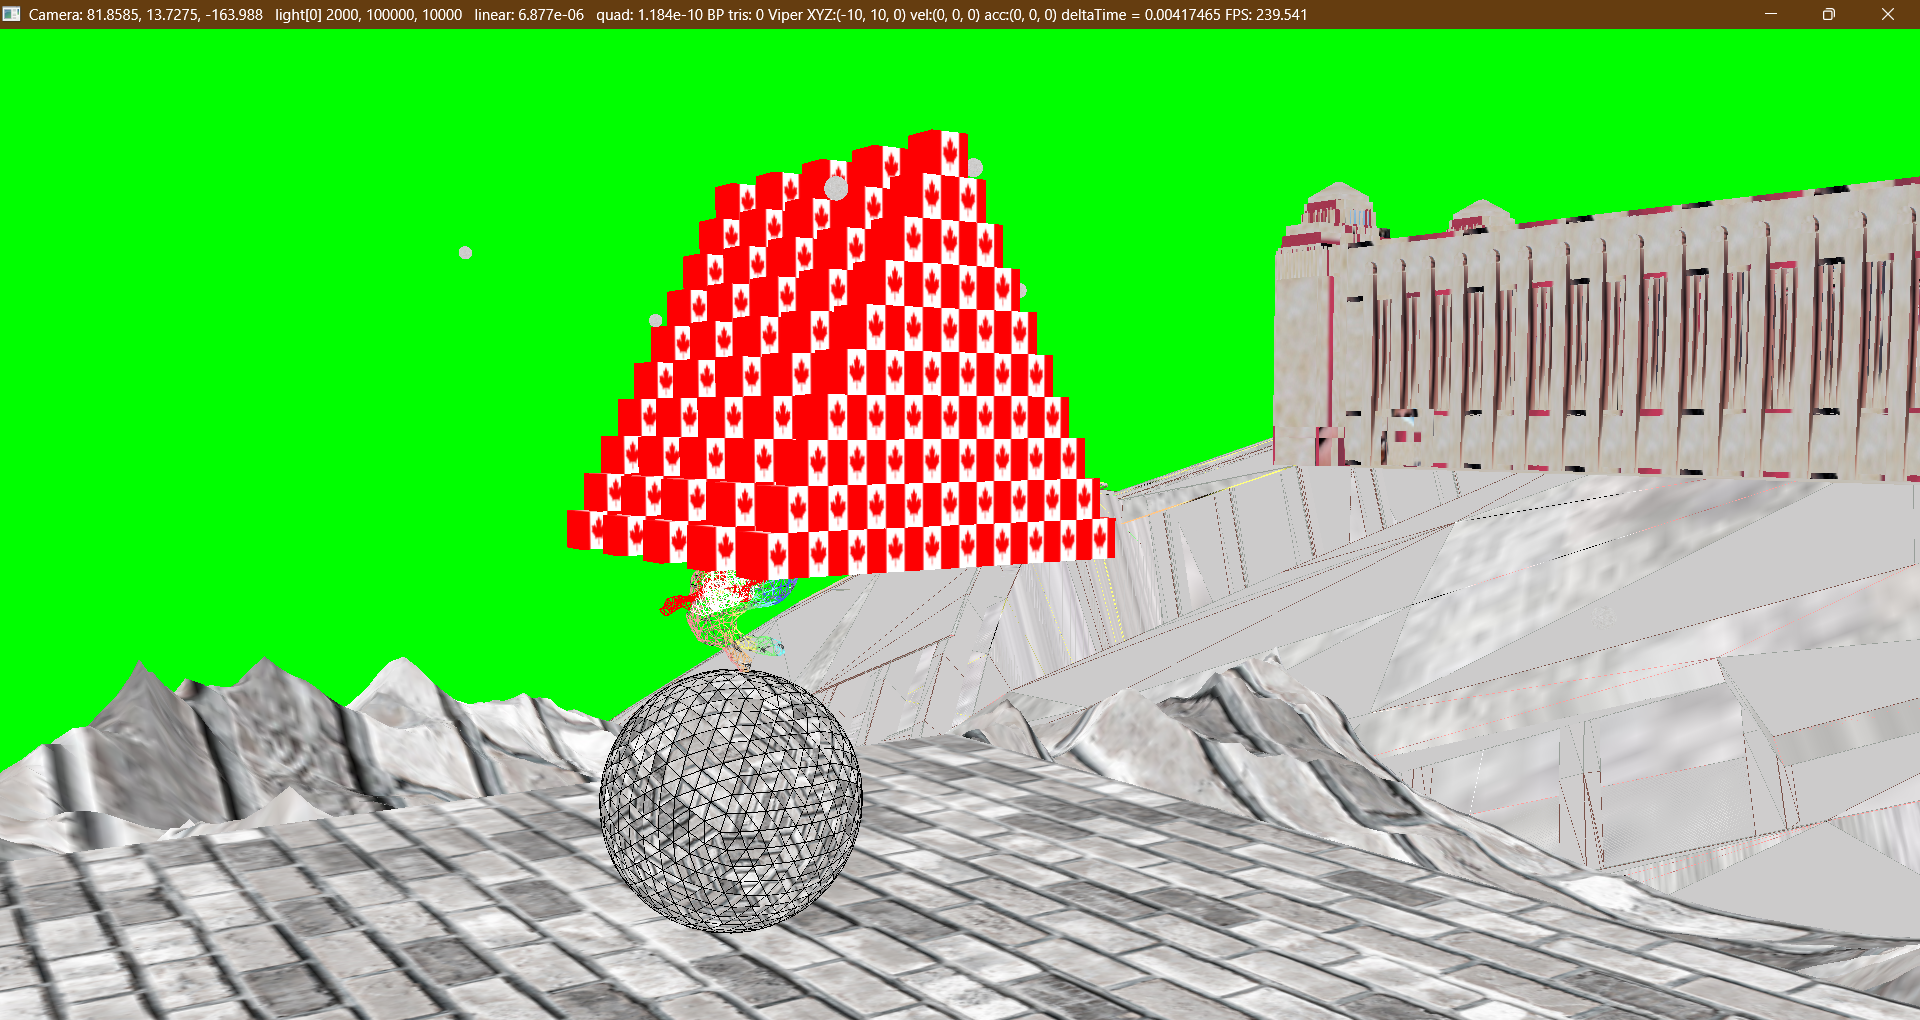 Camera: 81.8585, 13.7275, -163.988   light[0] 2000, 100000, 10000   linear: 6.877e-06   quad: 1.184e-10 BP tris: 0 Viper XYZ:(-10, 10, 0) vel:(0, 0, 0) acc:(0, 0, 0) deltaTime = 0.00417465 FPS: 239.541